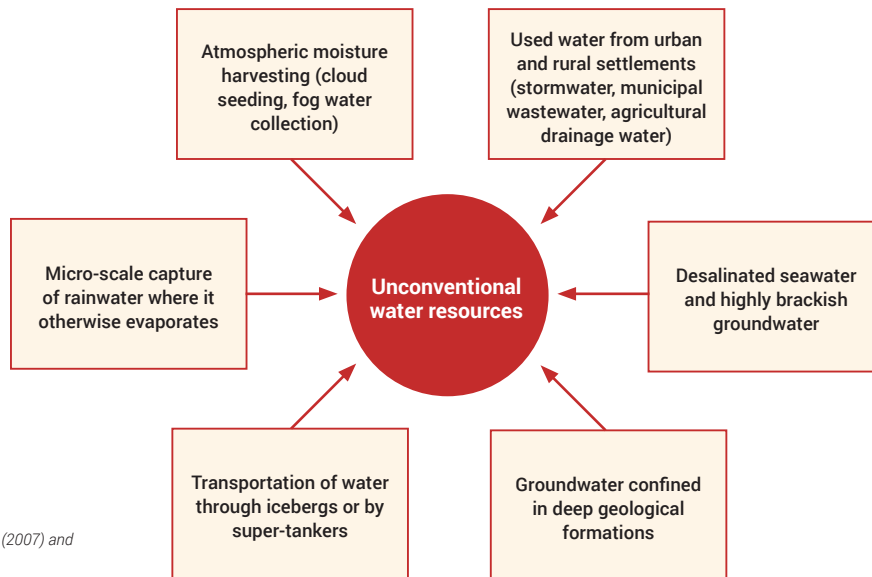 Atmospheric moisture
harvesting (cloud
seeding, fog water
collection)
Used water from urban
and rural settlements
(stormwater, municipal
wastewater, agricultural
drainage water)
Micro-scale capture
of rainwater where it
otherwise evaporates
Unconventional
water resources
Desalinated seawater
and highly brackish
groundwater
Transportation of water
through icebergs or by
super-tankers
Groundwater confined
in deep geological
formations
(2007) and